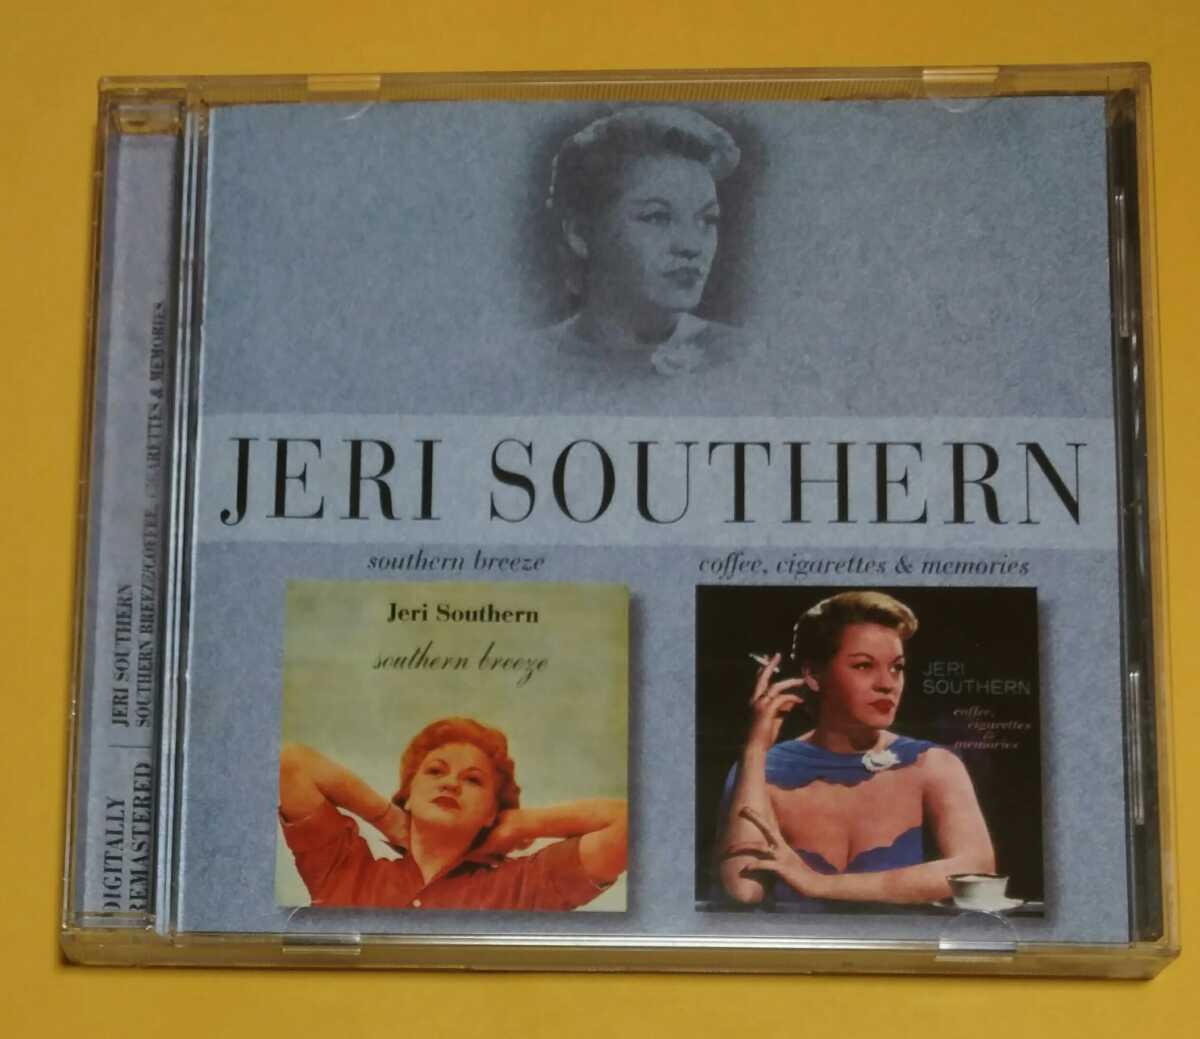 JERI SOUTHERN
southern breeze
coffee, cigarettes & memories
Jeri Southern
southern breeze
JERI
SOUTHERN
coffee,
cigarettes
&
memories
DIGITALLY
REMASTERED
JERI SOUTHERN
SOUTHERN BREEZE/COFFEE, CIGARETTES & MEMORIES